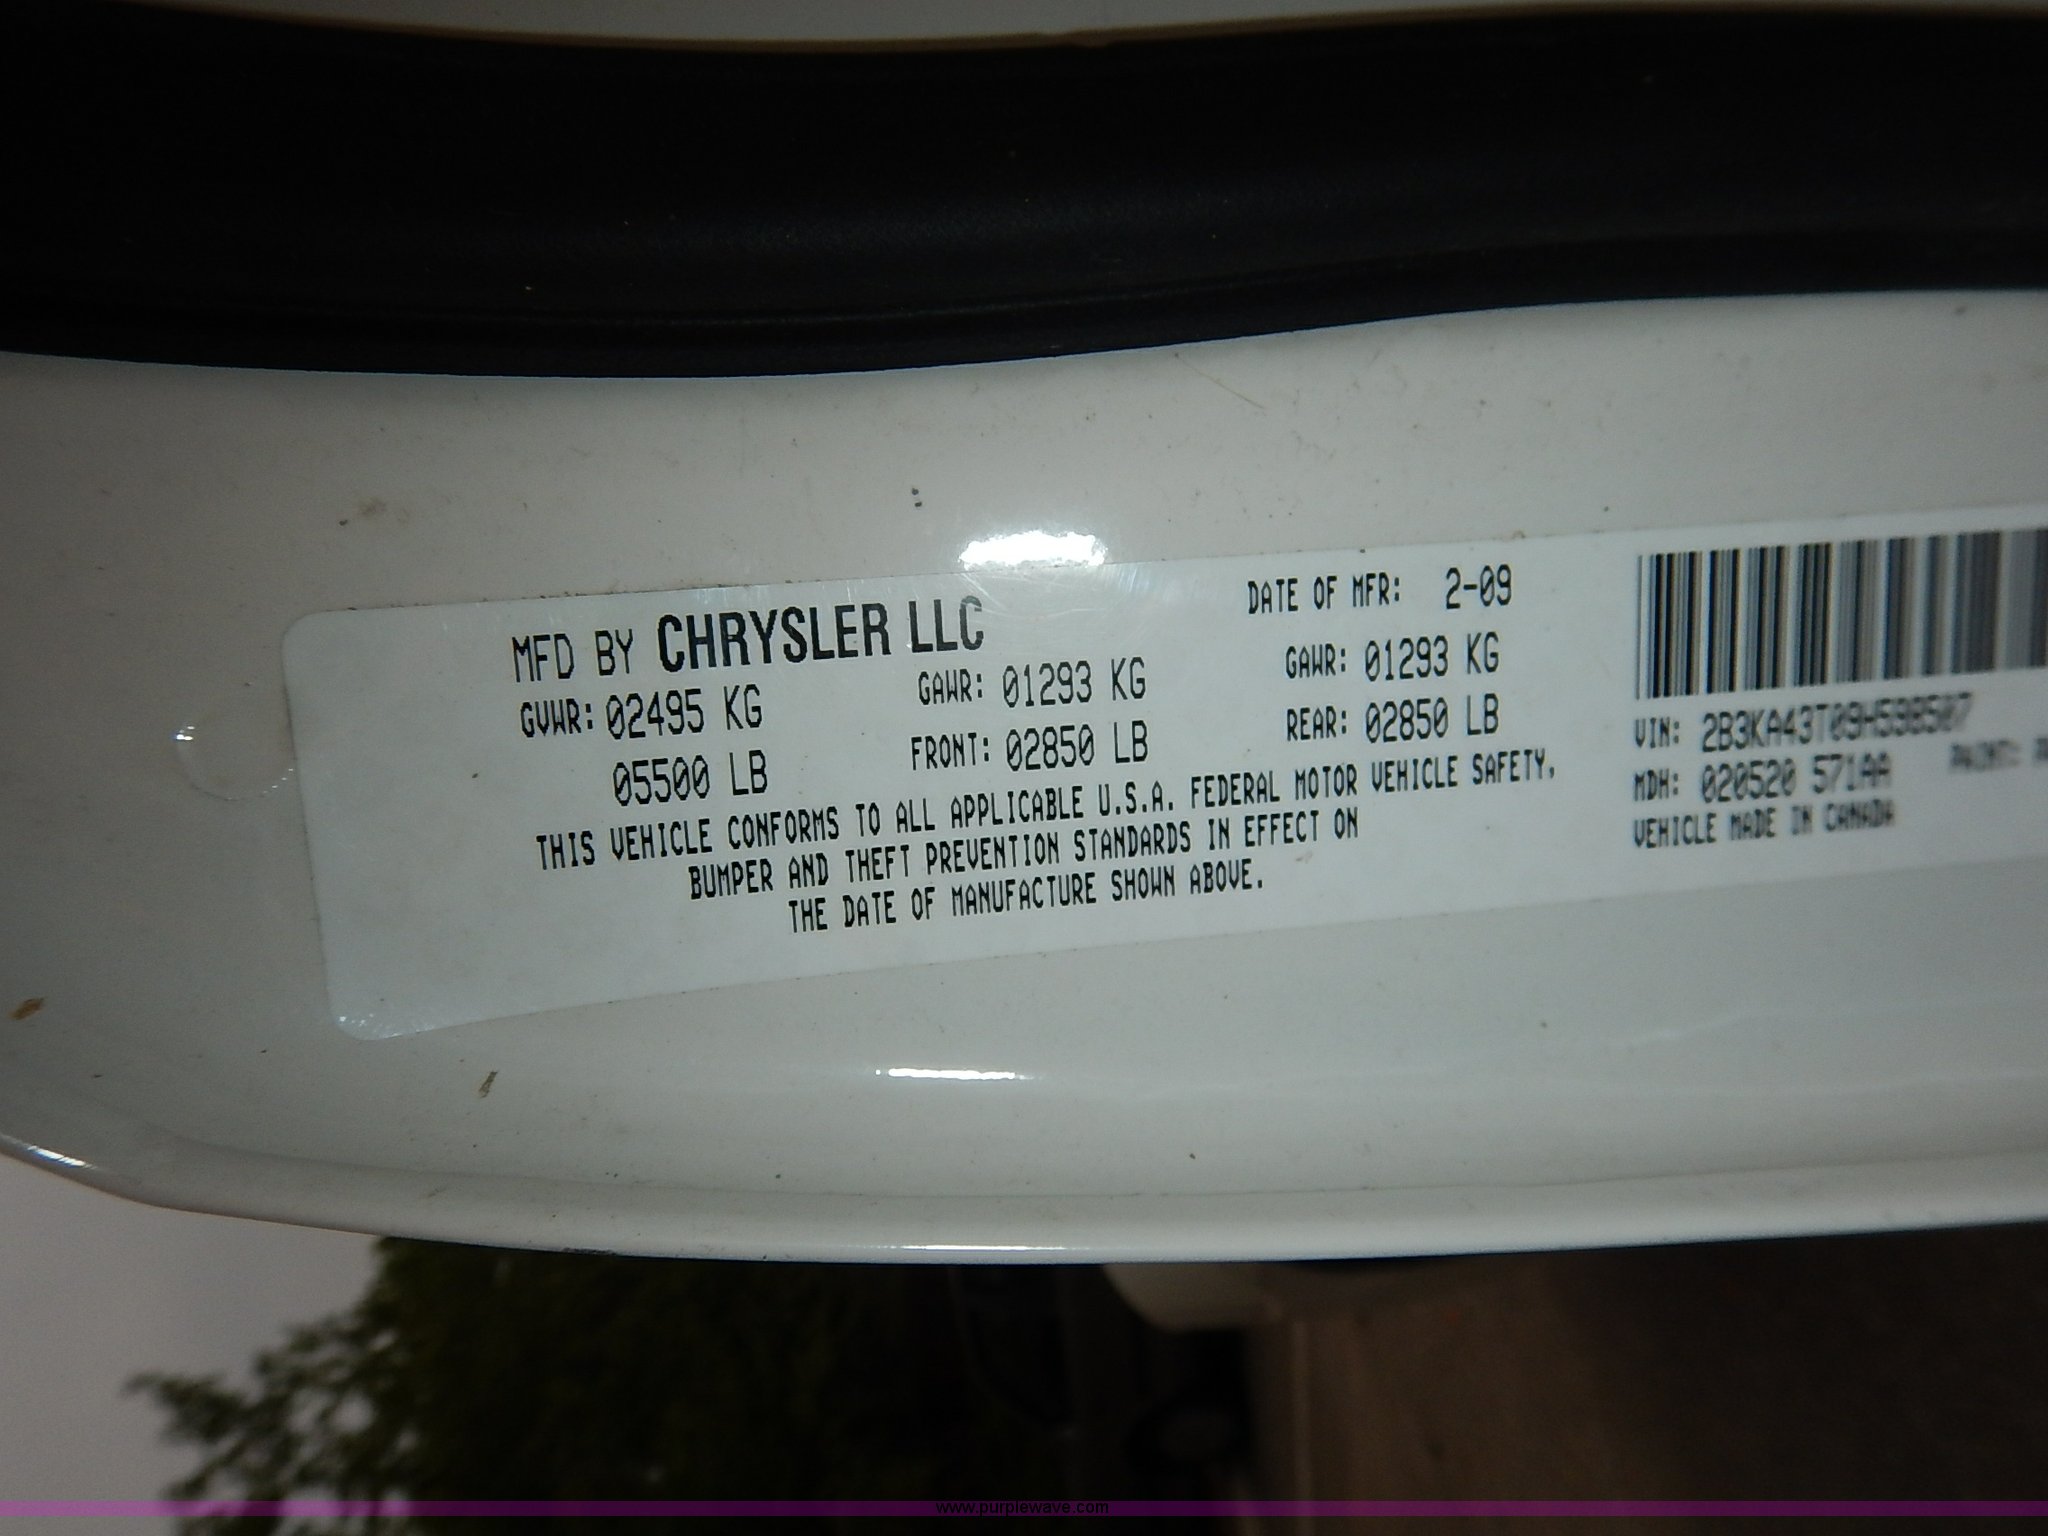 MFD BY CHRYSLER LLC
DATE OF MFR: 2-09
GVWR: 02495 KG
GAWR: 01293 KG
GAWR: 01293 KG
05500 LB
FRONT: 02850 LB
REAR: 02850 LB
THIS VEHICLE CONFORMS TO ALL APPLICABLE U.S.A. FEDERAL MOTOR VEHICLE SAFETY,
BUMPER AND THEFT PREVENTION STANDARDS IN EFFECT ON
THE DATE OF MANUFACTURE SHOWN ABOVE.
VIN: 2B3KA43T09H598507
MDH: 020520 571AA
PAINT:
VEHICLE MADE IN CANADA
www.purplewave.com